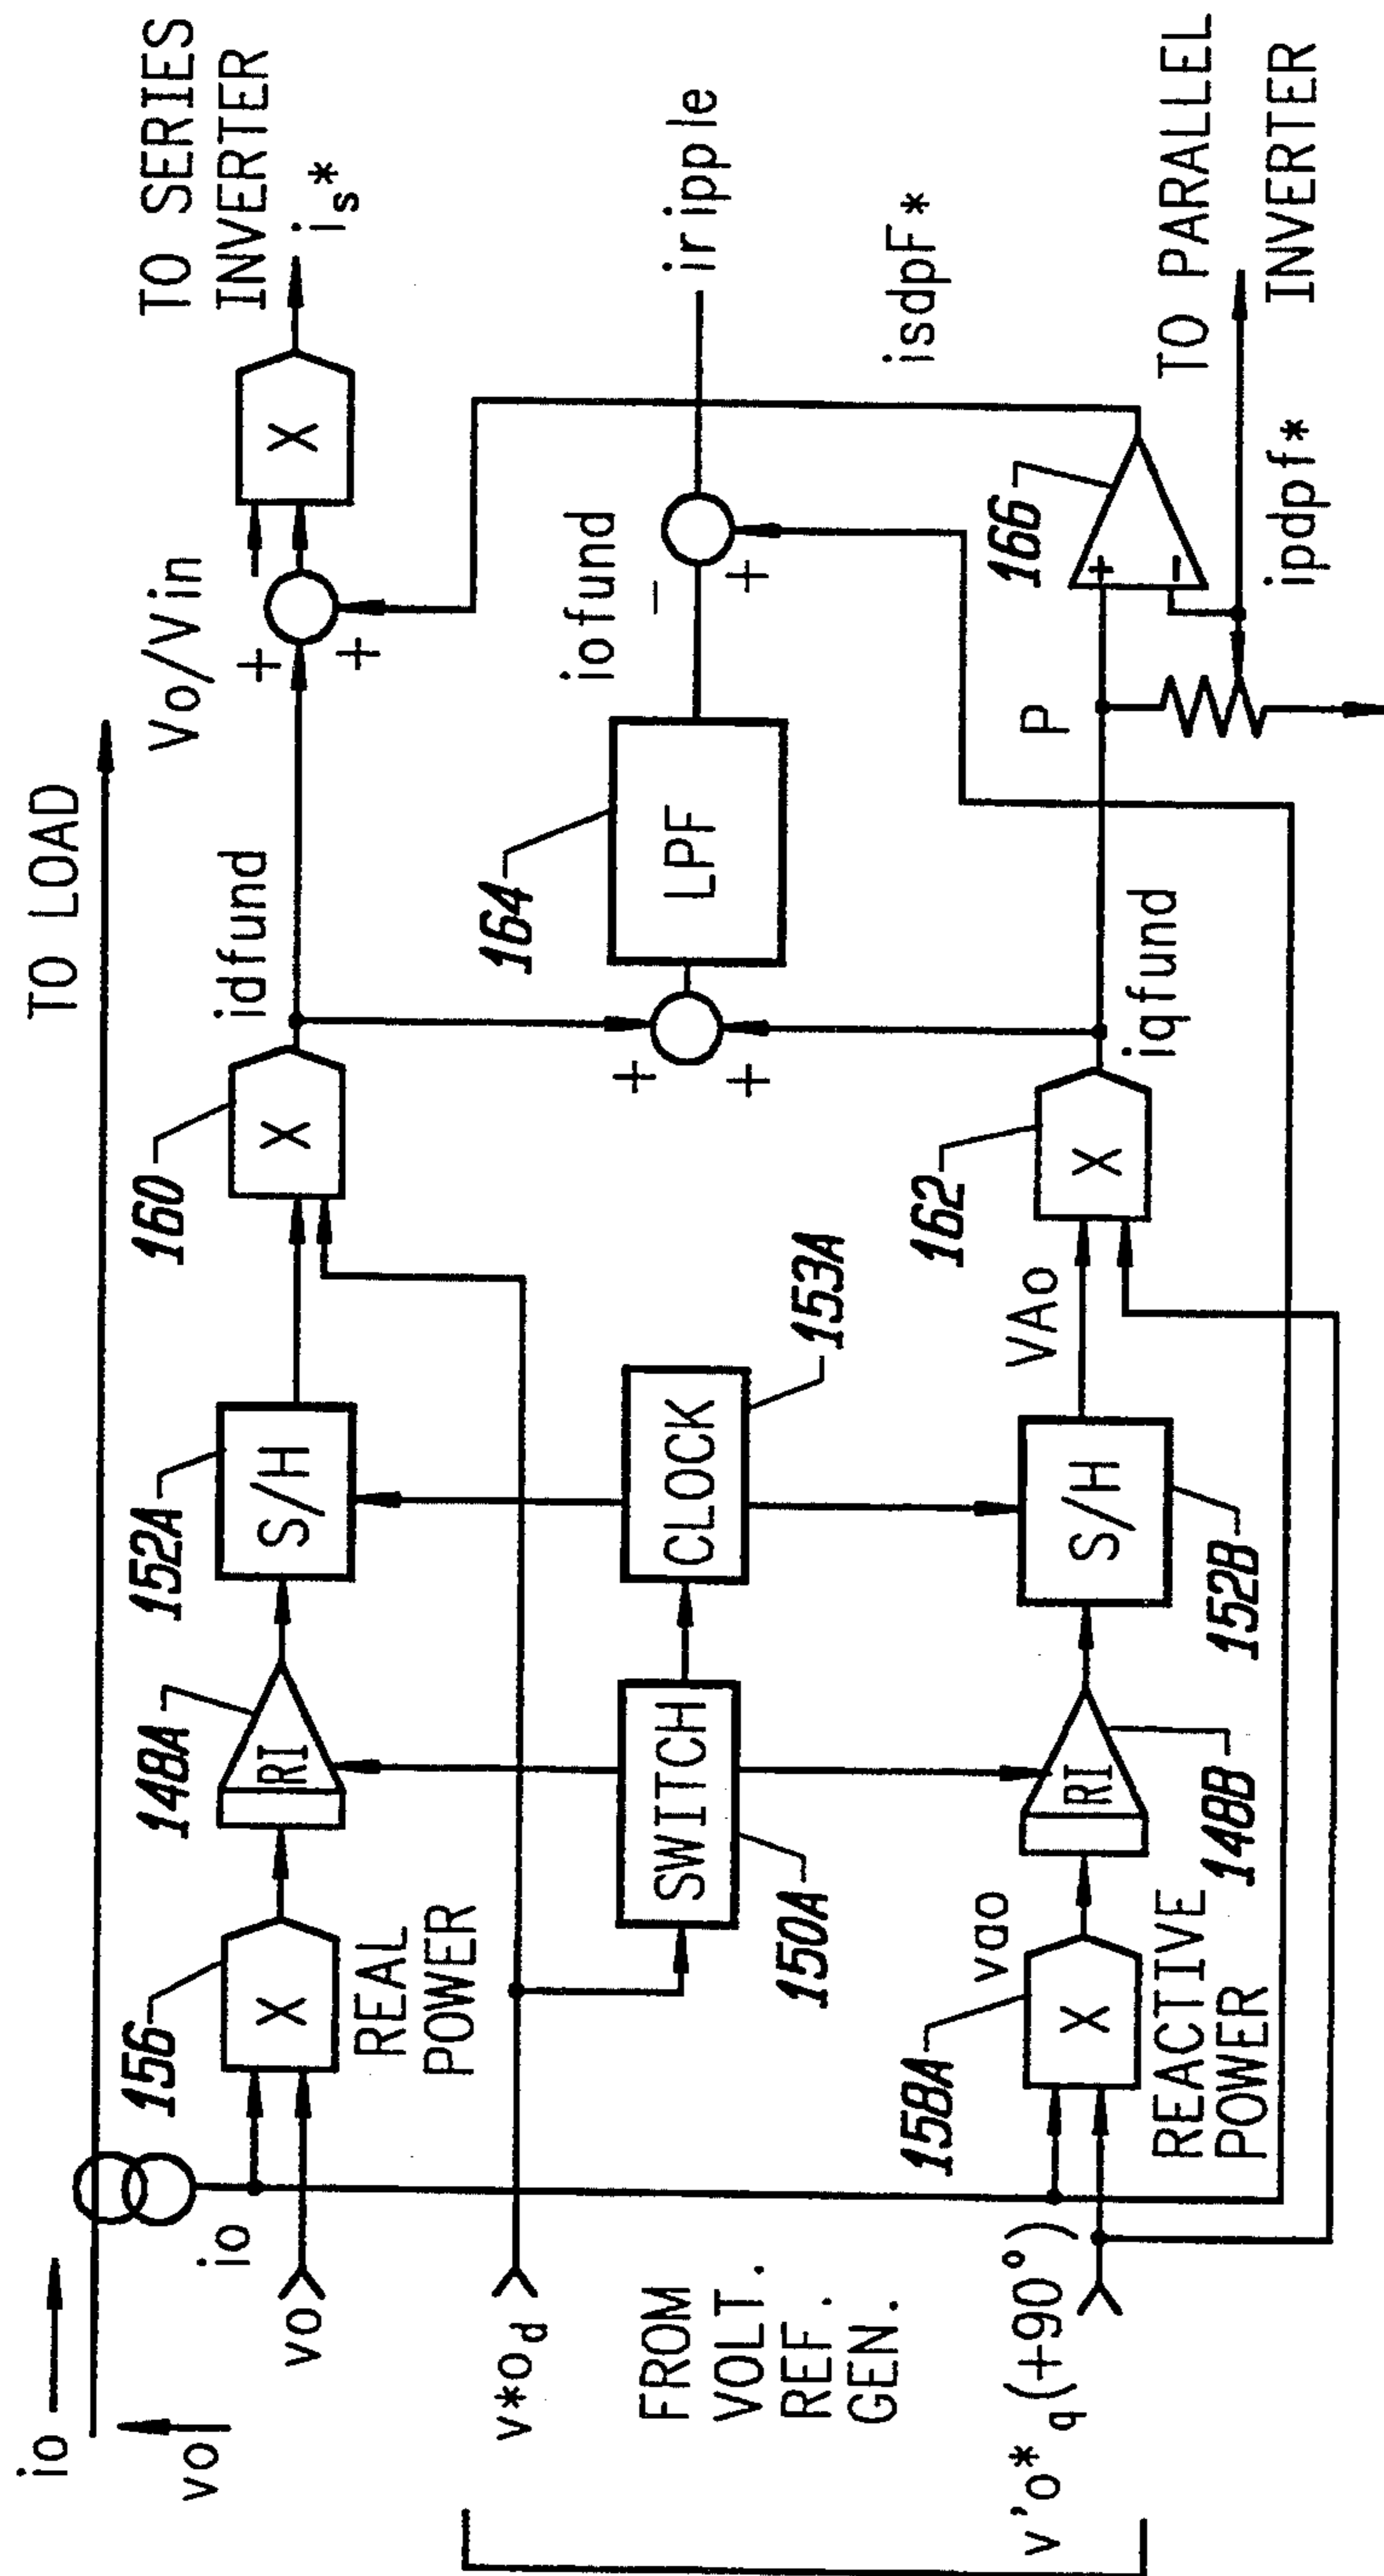 io
vo
TO LOAD
TO SERIES
INVERTER
is*
Vo/Vin
X
+
+
idfund
160
X
152A
S/H
148A
RI
156
X
REAL
POWER
io
vo
v*od
FROM
VOLT.
REF.
GEN.
SWITCH
150A
CLOCK
153A
+
+
164
LPF
iofund
-
+
iripple
isdpF*
v'o*q(+90°)
158A
X
vao
REACTIVE
POWER
RI
148B
S/H
152B
VAo
162
X
iqfund
P
166
+
-
TO PARALLEL
INVERTER
ipdpf*